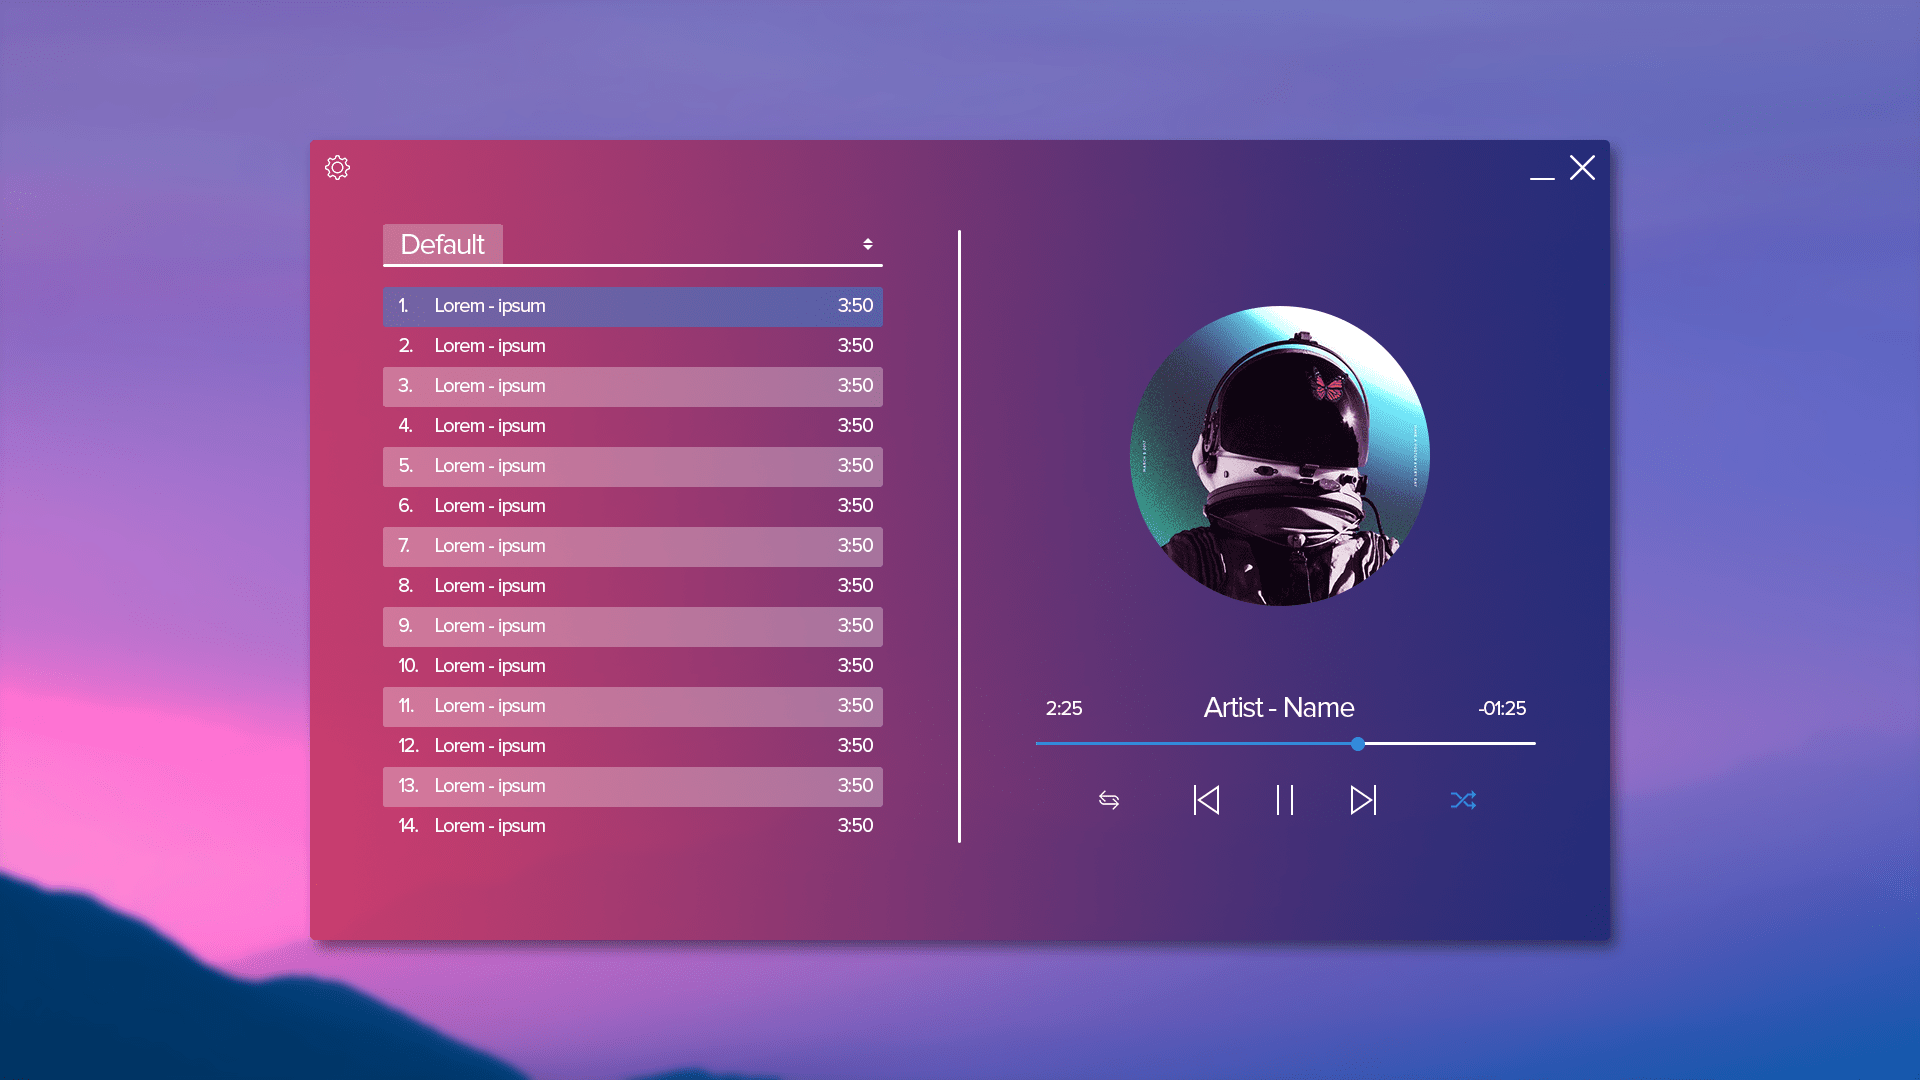 Default
1. Lorem - ipsum 3:50
2. Lorem - ipsum 3:50
3. Lorem - ipsum 3:50
4. Lorem - ipsum 3:50
5. Lorem - ipsum 3:50
6. Lorem - ipsum 3:50
7. Lorem - ipsum 3:50
8. Lorem - ipsum 3:50
9. Lorem - ipsum 3:50
10. Lorem - ipsum 3:50
11. Lorem - ipsum 3:50
12. Lorem - ipsum 3:50
13. Lorem - ipsum 3:50
14. Lorem - ipsum 3:50
2:25 Artist - Name -01:25